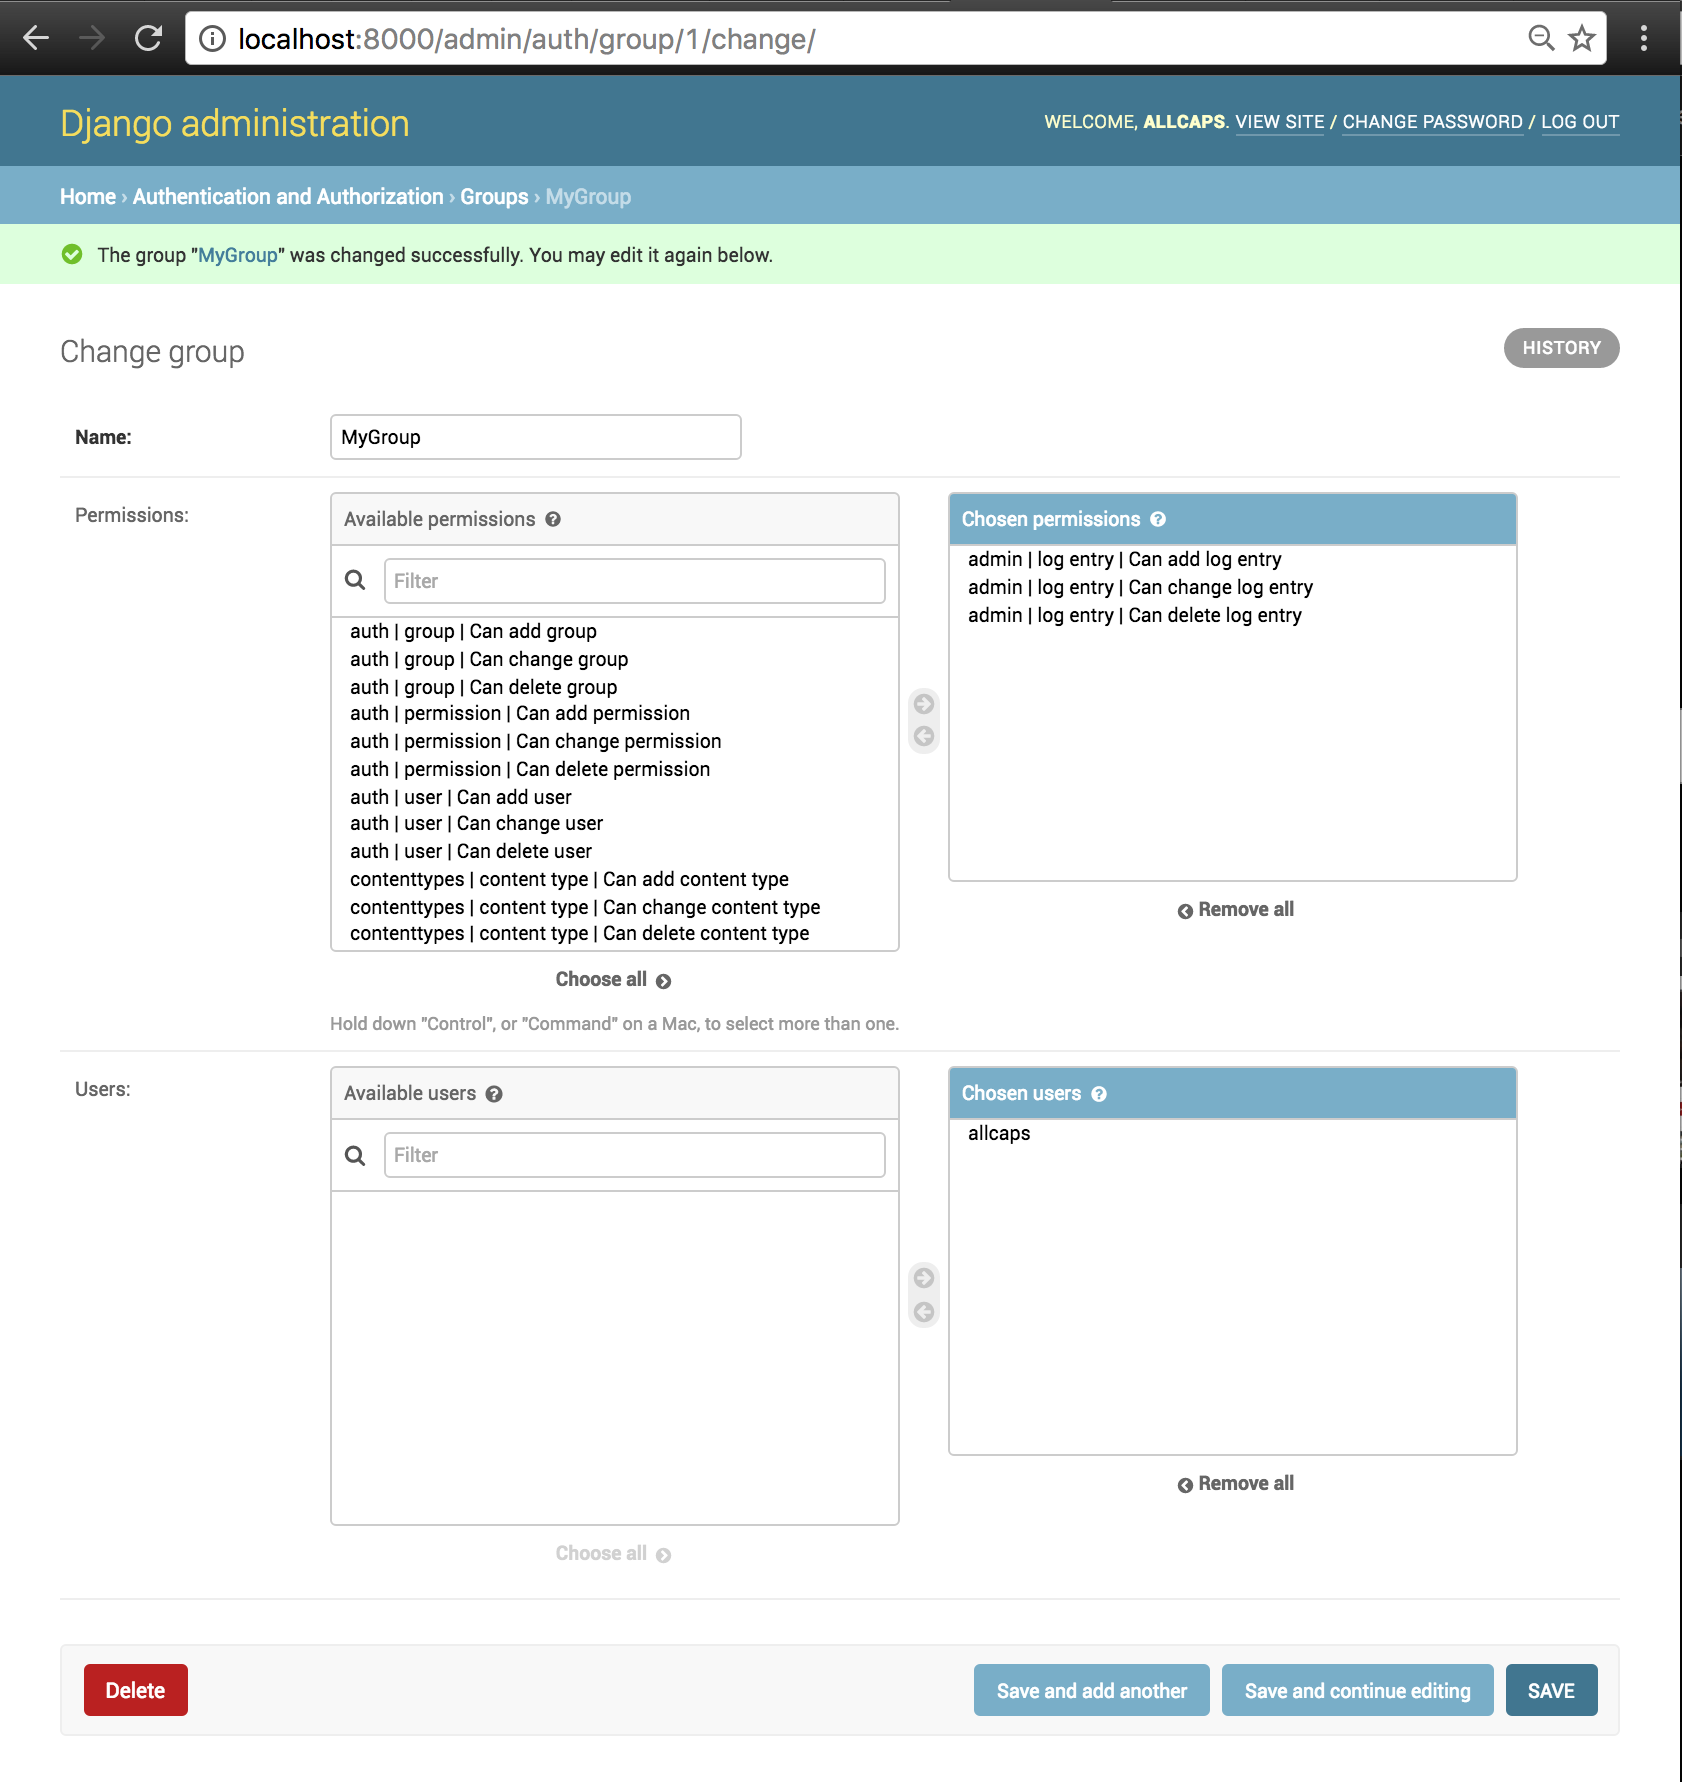 localhost:8000/admin/auth/group/1/change/
Django administration
WELCOME, ALLCAPS. VIEW SITE / CHANGE PASSWORD / LOG OUT
Home › Authentication and Authorization › Groups › MyGroup
The group "MyGroup" was changed successfully. You may edit it again below.
Change group
HISTORY
Name:
MyGroup
Permissions:
Available permissions
Filter
auth | group | Can add group
auth | group | Can change group
auth | group | Can delete group
auth | permission | Can add permission
auth | permission | Can change permission
auth | permission | Can delete permission
auth | user | Can add user
auth | user | Can change user
auth | user | Can delete user
contenttypes | content type | Can add content type
contenttypes | content type | Can change content type
contenttypes | content type | Can delete content type
Choose all
Chosen permissions
admin | log entry | Can add log entry
admin | log entry | Can change log entry
admin | log entry | Can delete log entry
Remove all
Hold down "Control", or "Command" on a Mac, to select more than one.
Users:
Available users
Filter
Choose all
Chosen users
allcaps
Remove all
Delete
Save and add another
Save and continue editing
SAVE